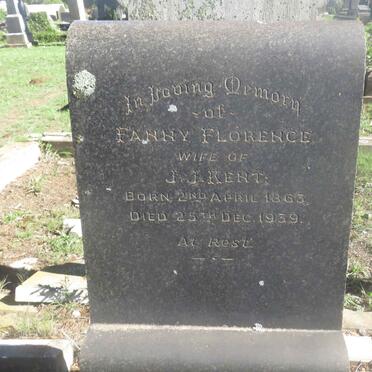 In Loving Memory
- of -
FANNY FLORENCE
WIFE OF
J. J. KENT.
BORN 2ND APRIL 1863.
DIED 25TH DEC. 1939.
At Rest.